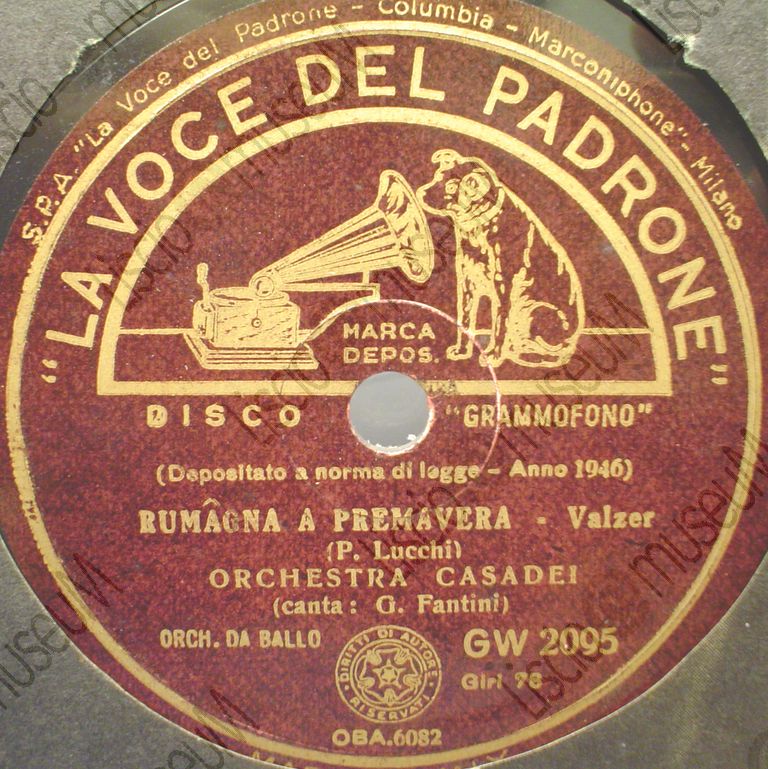 S.P.A. "La Voce del Padrone - Columbia - Marconiphone" - Milano
"LA VOCE DEL PADRONE"
MARCA
DEPOS.
DISCO "GRAMMOFONO"
(Depositato a norma di legge - Anno 1946)
RUMÂGNA A PREMAVERA - Valzer
(P. Lucchi)
ORCHESTRA CASADEI
(canta: G. Fantini)
ORCH. DA BALLO
GW 2095
Giri 78
DIRITTI DI AUTORE
RISERVATI
OBA.6082
Liscio@museuM